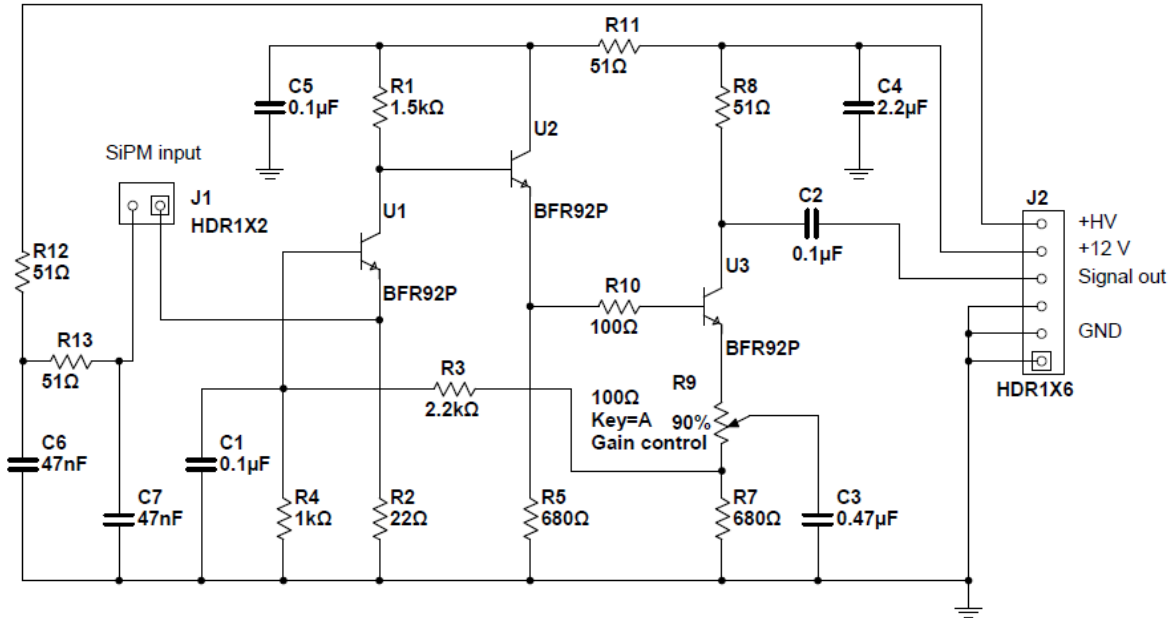 R11
51Ω
C5
0.1µF
R1
1.5kΩ
R8
51Ω
C4
2.2µF
U2
SiPM input
J1
HDR1X2
BFR92P
U1
C2
0.1µF
J2
+HV
+12 V
Signal out
GND
HDR1X6
R12
51Ω
BFR92P
R10
100Ω
U3
BFR92P
R13
51Ω
R3
2.2kΩ
R9
100Ω
Key=A
90%
Gain control
C6
47nF
C1
0.1µF
C7
47nF
R4
1kΩ
R2
22Ω
R5
680Ω
R7
680Ω
C3
0.47µF